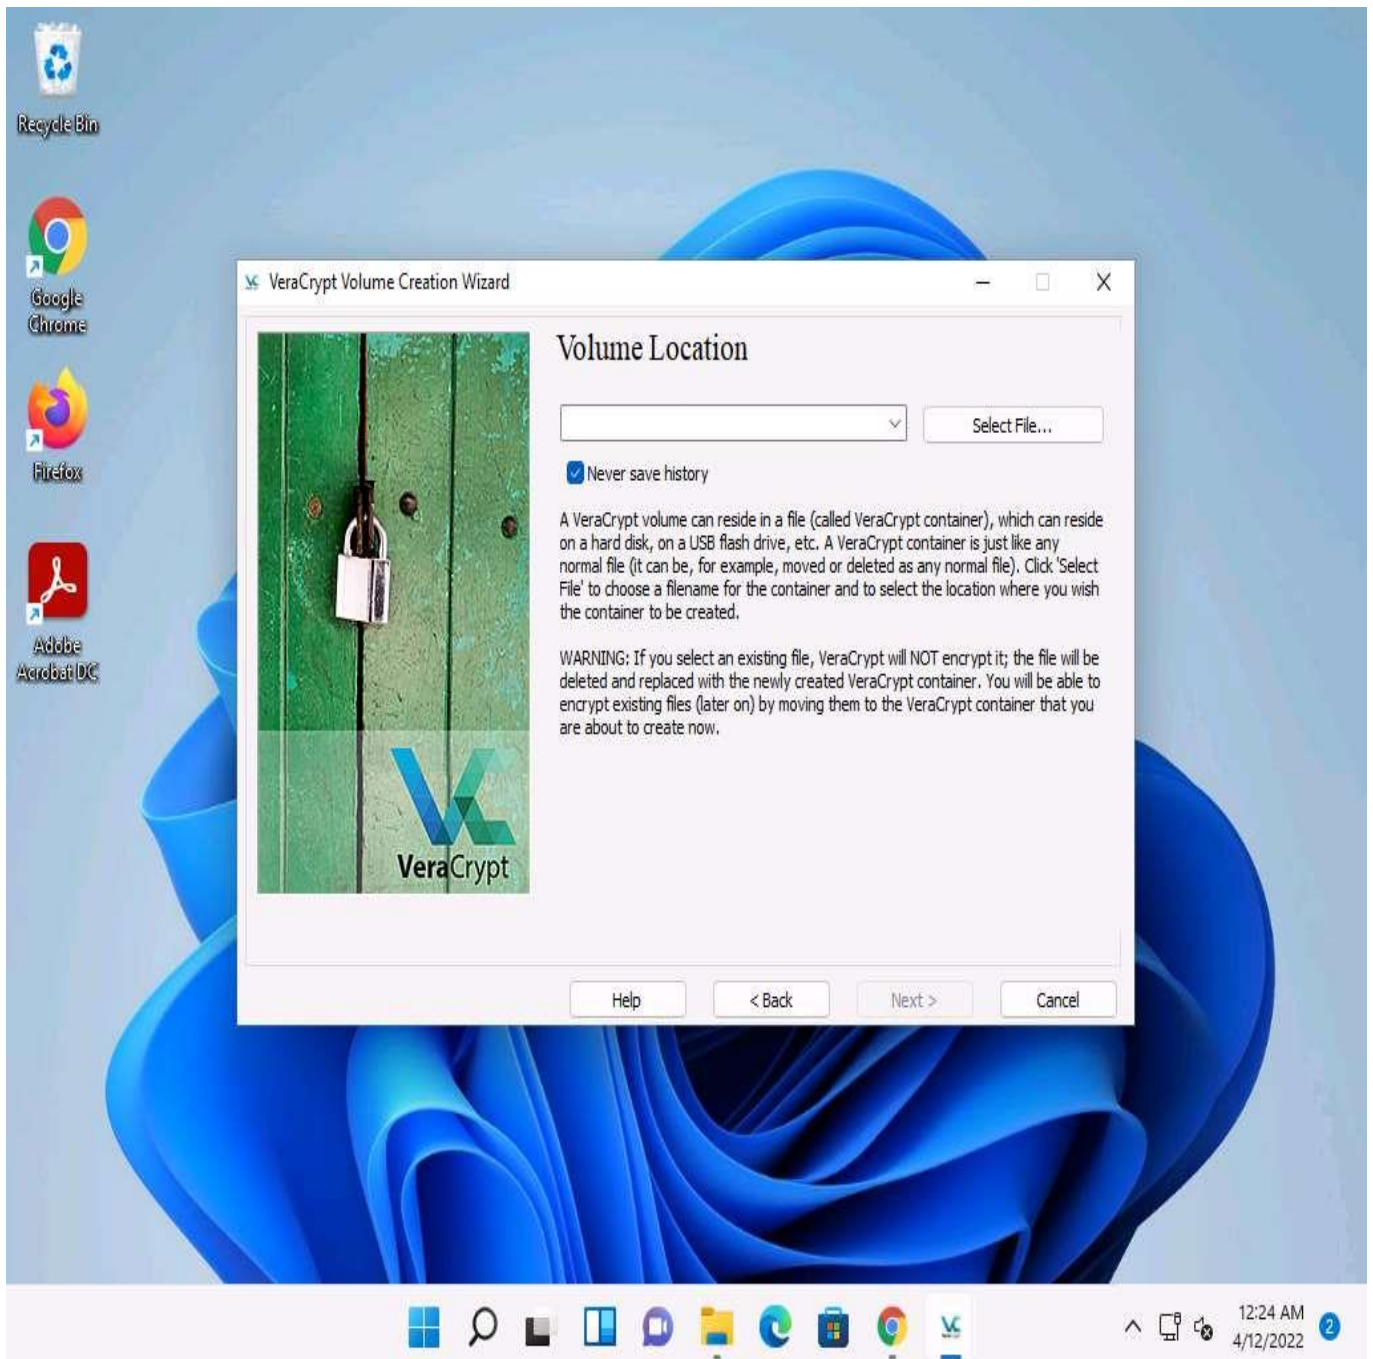 Recycle Bin
Google
Chrome
Firefox
Adobe
Acrobat DC
VeraCrypt Volume Creation Wizard
Volume Location
Select File...
Never save history
A VeraCrypt volume can reside in a file (called VeraCrypt container), which can reside
on a hard disk, on a USB flash drive, etc. A VeraCrypt container is just like any
normal file (it can be, for example, moved or deleted as any normal file). Click 'Select
File' to choose a filename for the container and to select the location where you wish
the container to be created.
WARNING: If you select an existing file, VeraCrypt will NOT encrypt it; the file will be
deleted and replaced with the newly created VeraCrypt container. You will be able to
encrypt existing files (later on) by moving them to the VeraCrypt container that you
are about to create now.
VeraCrypt
Help
< Back
Next >
Cancel
12:24 AM
4/12/2022
2